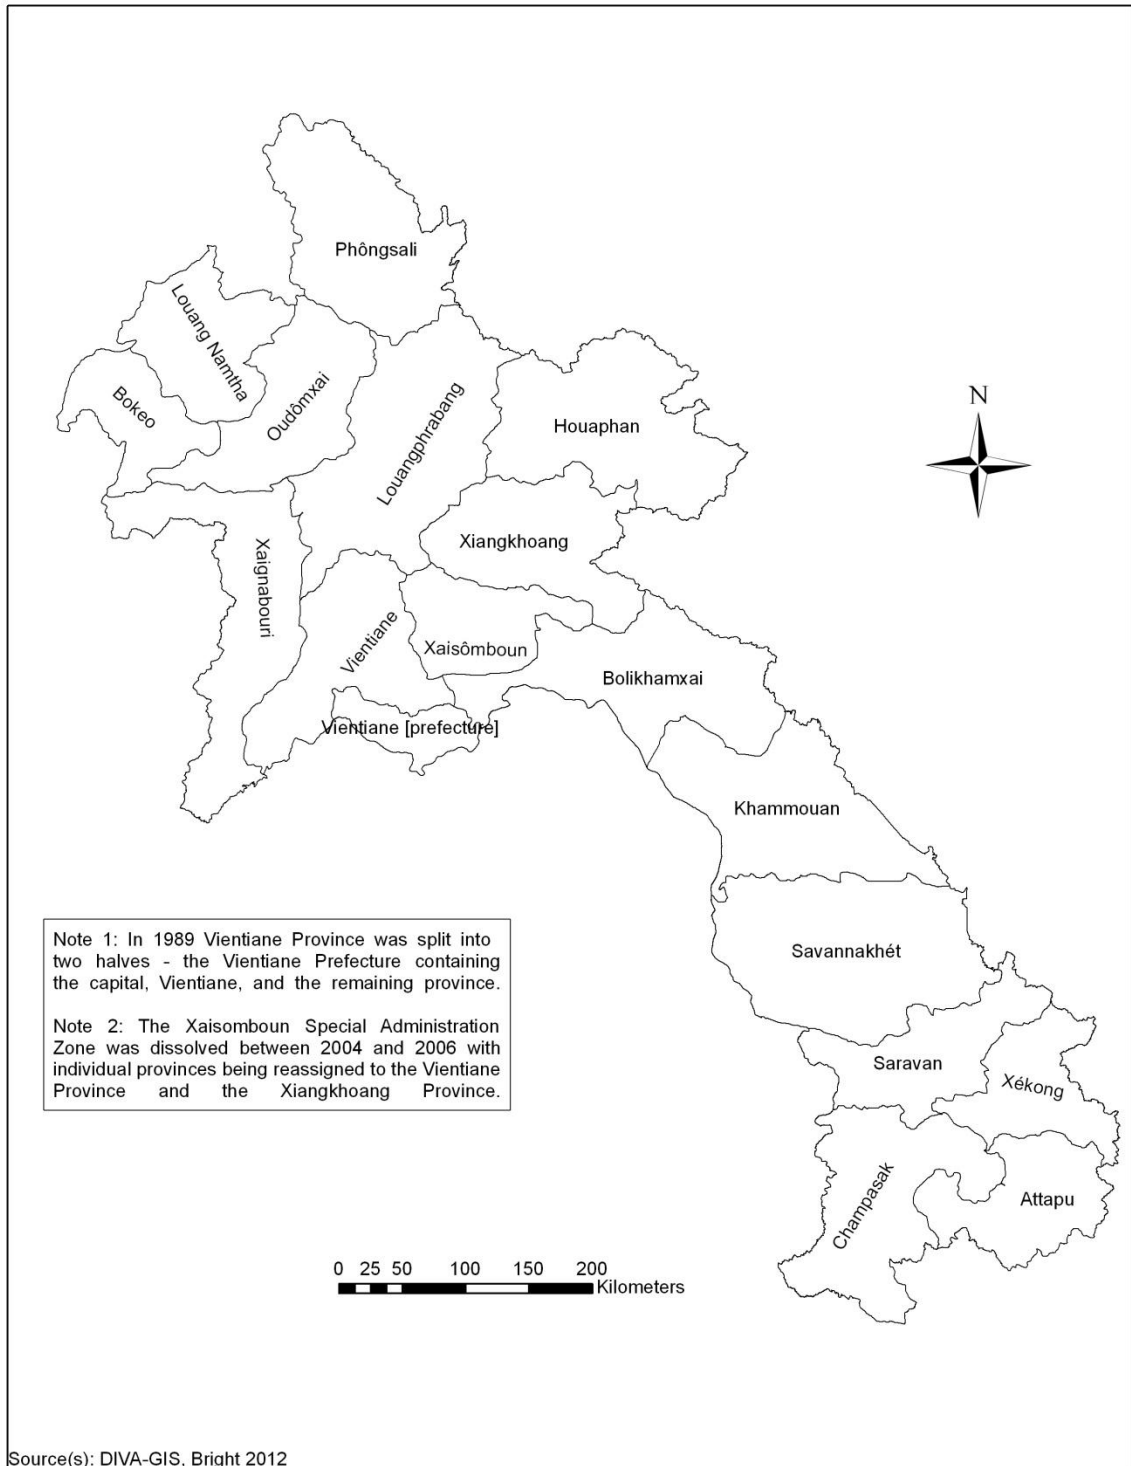 Phôngsali
Louang Namtha
Bokeo
Oudômxai
Louangphrabang
Houaphan
N
Xiangkhoang
Xaignabouri
Vientiane
Xaisômboun
Bolikhamxai
Vientiane [prefecture]
Khammouan
Savannakhét
Saravan
Xékong
Champasak
Attapu
Note 1: In 1989 Vientiane Province was split into
two halves - the Vientiane Prefecture containing
the capital, Vientiane, and the remaining province.
Note 2: The Xaisomboun Special Administration
Zone was dissolved between 2004 and 2006 with
individual provinces being reassigned to the Vientiane
Province and the Xiangkhoang Province.
0 25 50 100 150 200
Kilometers
Source(s): DIVA-GIS, Bright 2012